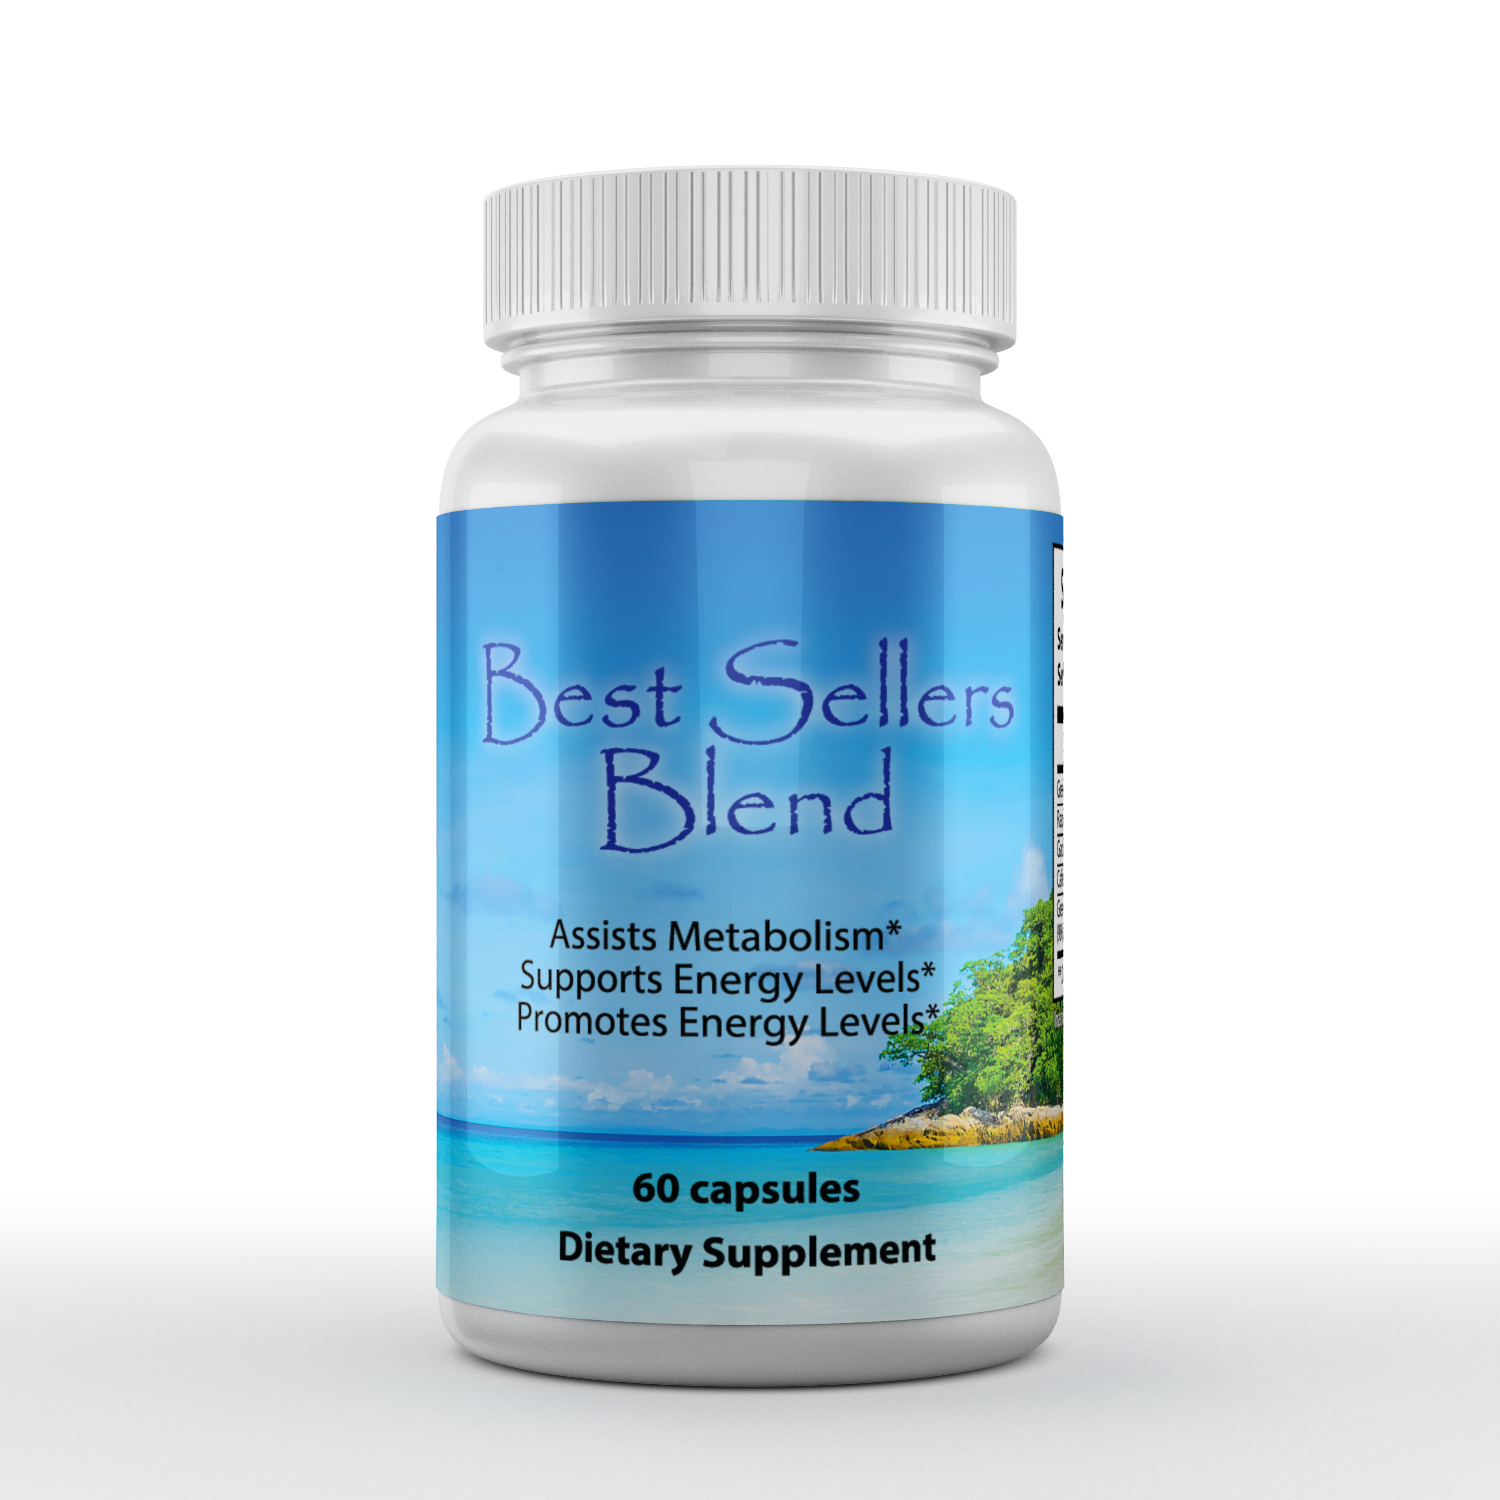 Best Sellers
Blend
Assists Metabolism*
Supports Energy Levels*
Promotes Energy Levels*
60 capsules
Dietary Supplement